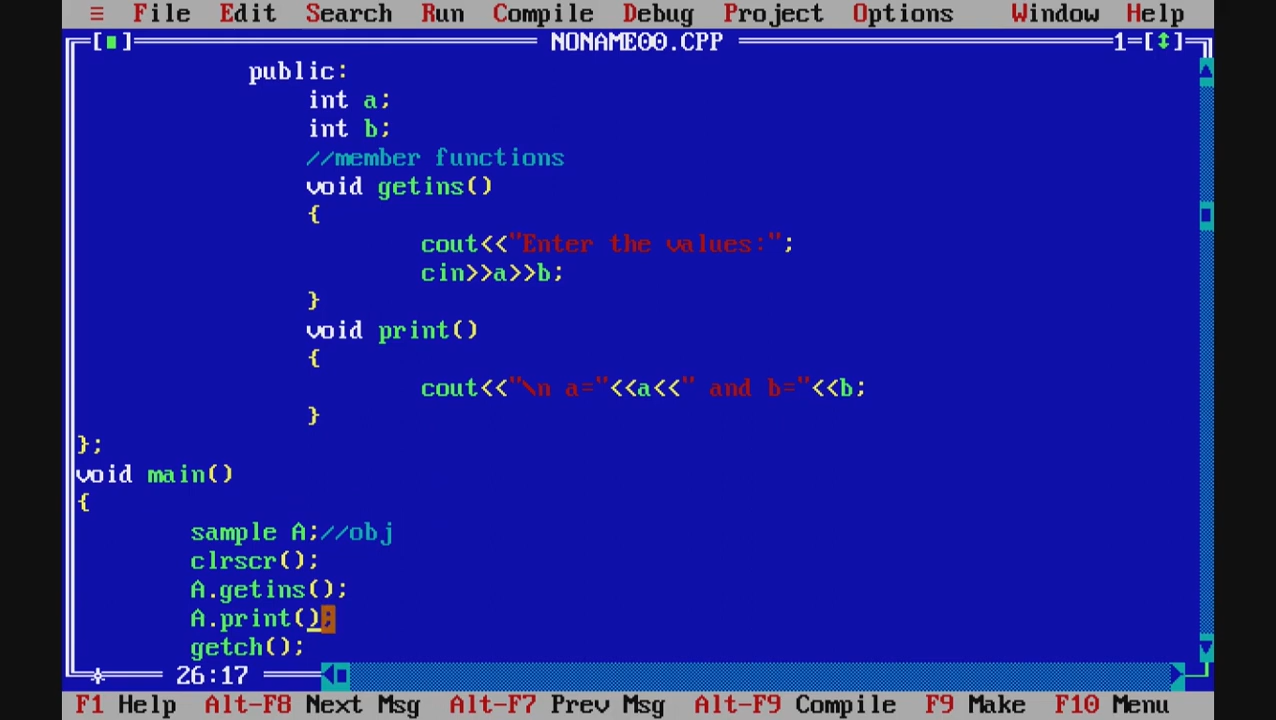 ≡ File Edit Search Run Compile Debug Project Options Window Help
[■] NONAME00.CPP 1=[↕]
public:
int a;
int b;
//member functions
void getins()
{
cout<<"Enter the values:";
cin>>a>>b;
}
void print()
{
cout<<"\n a="<<a<<" and b="<<b;
}
};
void main()
{
sample A;//obj
clrscr();
A.getins();
A.print();
getch();
26:17
F1 Help Alt-F8 Next Msg Alt-F7 Prev Msg Alt-F9 Compile F9 Make F10 Menu